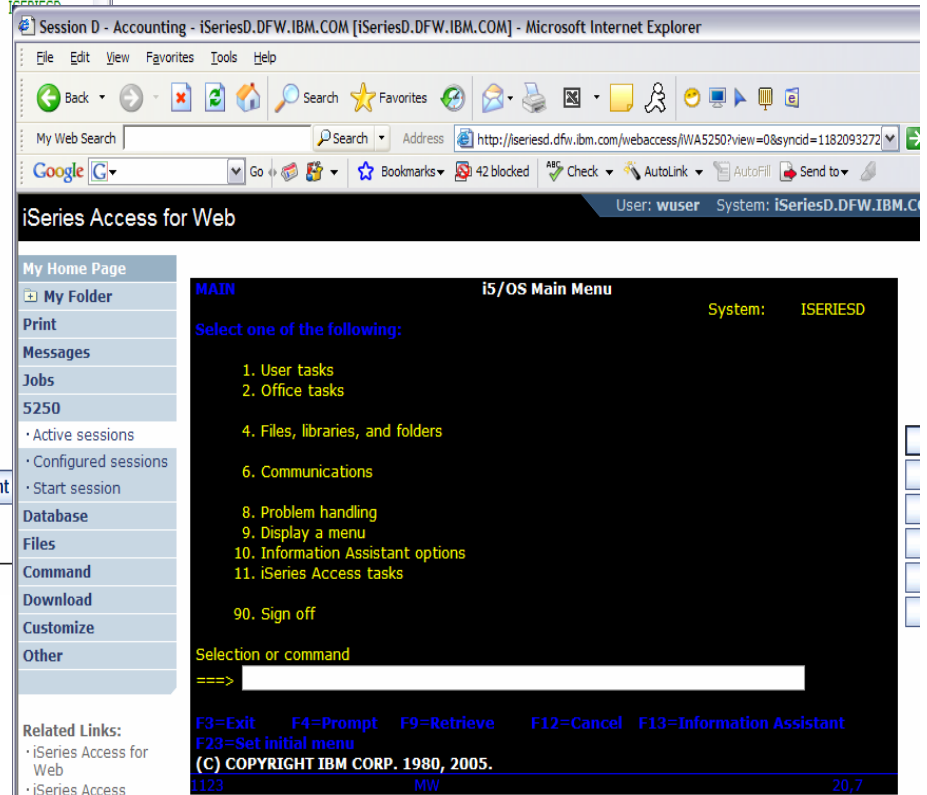 Session D - Accounting - iSeriesD.DFW.IBM.COM [iSeriesD.DFW.IBM.COM] - Microsoft Internet Explorer
File Edit View Favorites Tools Help
Back Search Favorites
My Web Search Search Address http://iseriesd.dfw.ibm.com/webaccess/iWA5250?view=0&syncid=1182093272
Google G Go Bookmarks 42 blocked ABC Check AutoLink AutoFill Send to
iSeries Access for Web
User: wuser System: iSeriesD.DFW.IBM.CO
My Home Page
My Folder
Print
Messages
Jobs
5250
· Active sessions
· Configured sessions
· Start session
Database
Files
Command
Download
Customize
Other
Related Links:
· iSeries Access for
Web
· iSeries Access
MAIN i5/OS Main Menu
System: ISERIESD
Select one of the following:
1. User tasks
2. Office tasks
4. Files, libraries, and folders
6. Communications
8. Problem handling
9. Display a menu
10. Information Assistant options
11. iSeries Access tasks
90. Sign off
Selection or command
===>
F3=Exit F4=Prompt F9=Retrieve F12=Cancel F13=Information Assistant
F23=Set initial menu
(C) COPYRIGHT IBM CORP. 1980, 2005.
1123 MW 20,7